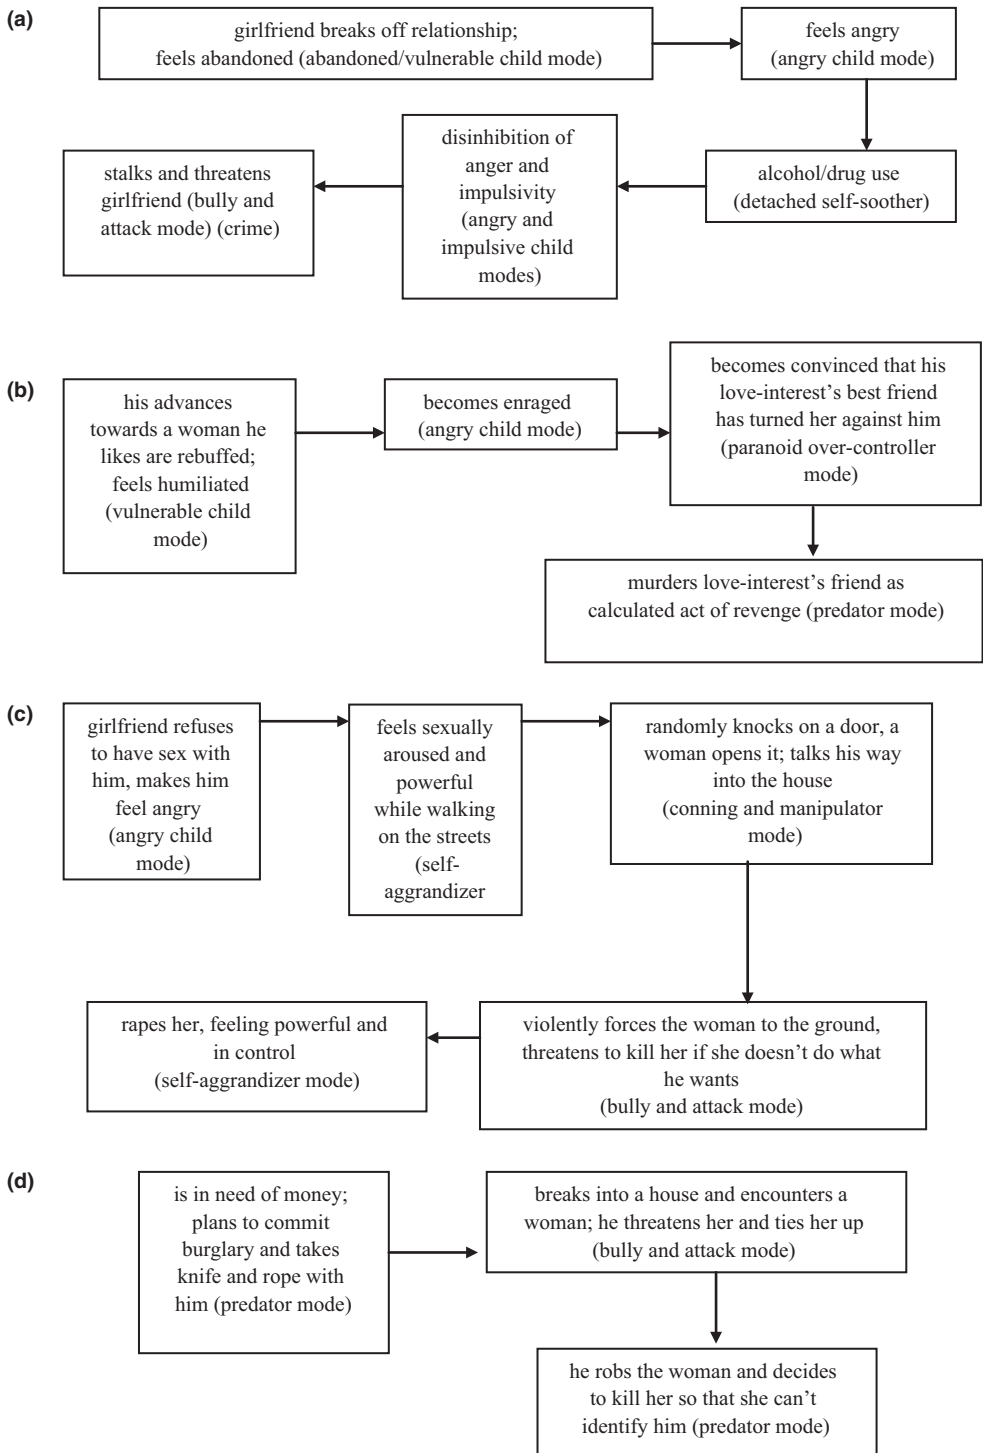 (a)
girlfriend breaks off relationship;
feels abandoned (abandoned/vulnerable child mode)
feels angry
(angry child mode)
alcohol/drug use
(detached self-soother)
disinhibition of
anger and
impulsivity
(angry and
impulsive child
modes)
stalks and threatens
girlfriend (bully and
attack mode) (crime)
(b)
his advances
towards a woman he
likes are rebuffed;
feels humiliated
(vulnerable child
mode)
becomes enraged
(angry child mode)
becomes convinced that his
love-interest’s best friend
has turned her against him
(paranoid over-controller
mode)
murders love-interest’s friend as
calculated act of revenge (predator mode)
(c)
girlfriend refuses
to have sex with
him, makes him
feel angry
(angry child
mode)
feels sexually
aroused and
powerful
while walking
on the streets
(self-
aggrandizer
randomly knocks on a door, a
woman opens it; talks his way
into the house
(conning and manipulator
mode)
violently forces the woman to the ground,
threatens to kill her if she doesn’t do what
he wants
(bully and attack mode)
rapes her, feeling powerful and
in control
(self-aggrandizer mode)
(d)
is in need of money;
plans to commit
burglary and takes
knife and rope with
him (predator mode)
breaks into a house and encounters a
woman; he threatens her and ties her up
(bully and attack mode)
he robs the woman and decides
to kill her so that she can’t
identify him (predator mode)